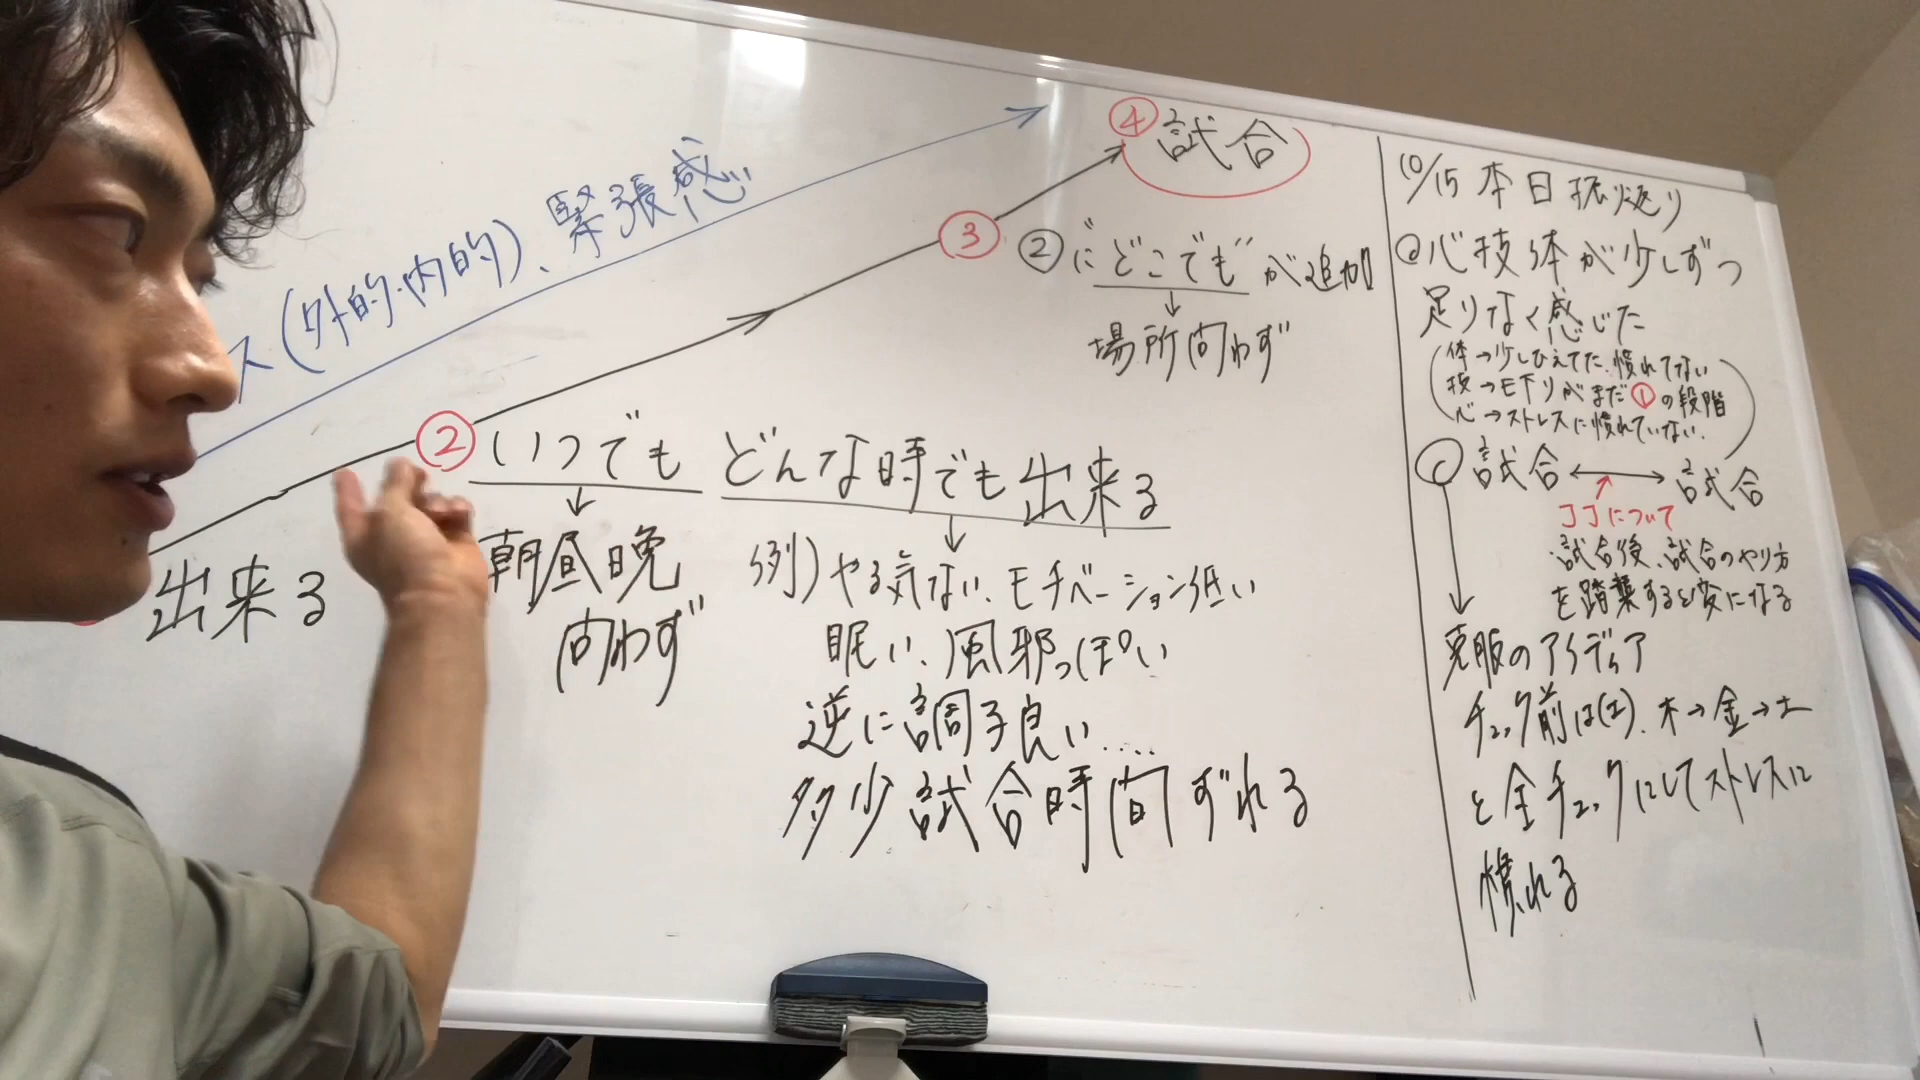 ス(外的・内的)、緊張感
④試合
③
②に"どこでも"が追加
↓
場所問わず
②いつでも"
どんな時でも出来る
↓
朝昼晩
問わず"
例)やる気ない、モチベーション低い
眠い、風邪っぽい
逆に調子良い....
多少試合時間ずれる
出来る
10/15 本日振り返り
@心技体が少しずつ
足りなく感じた
(体→少しひえてた、慣れてない
技→モ下りがまだ①の段階
心→ストレスに慣れていない.)
試合↔試合
ココについて
試合後、試合のやり方
を踏襲すると変になる
克服のアイディア
チェック前は(土)、木→金→土
と全チェックにしてストレスに
慣れる